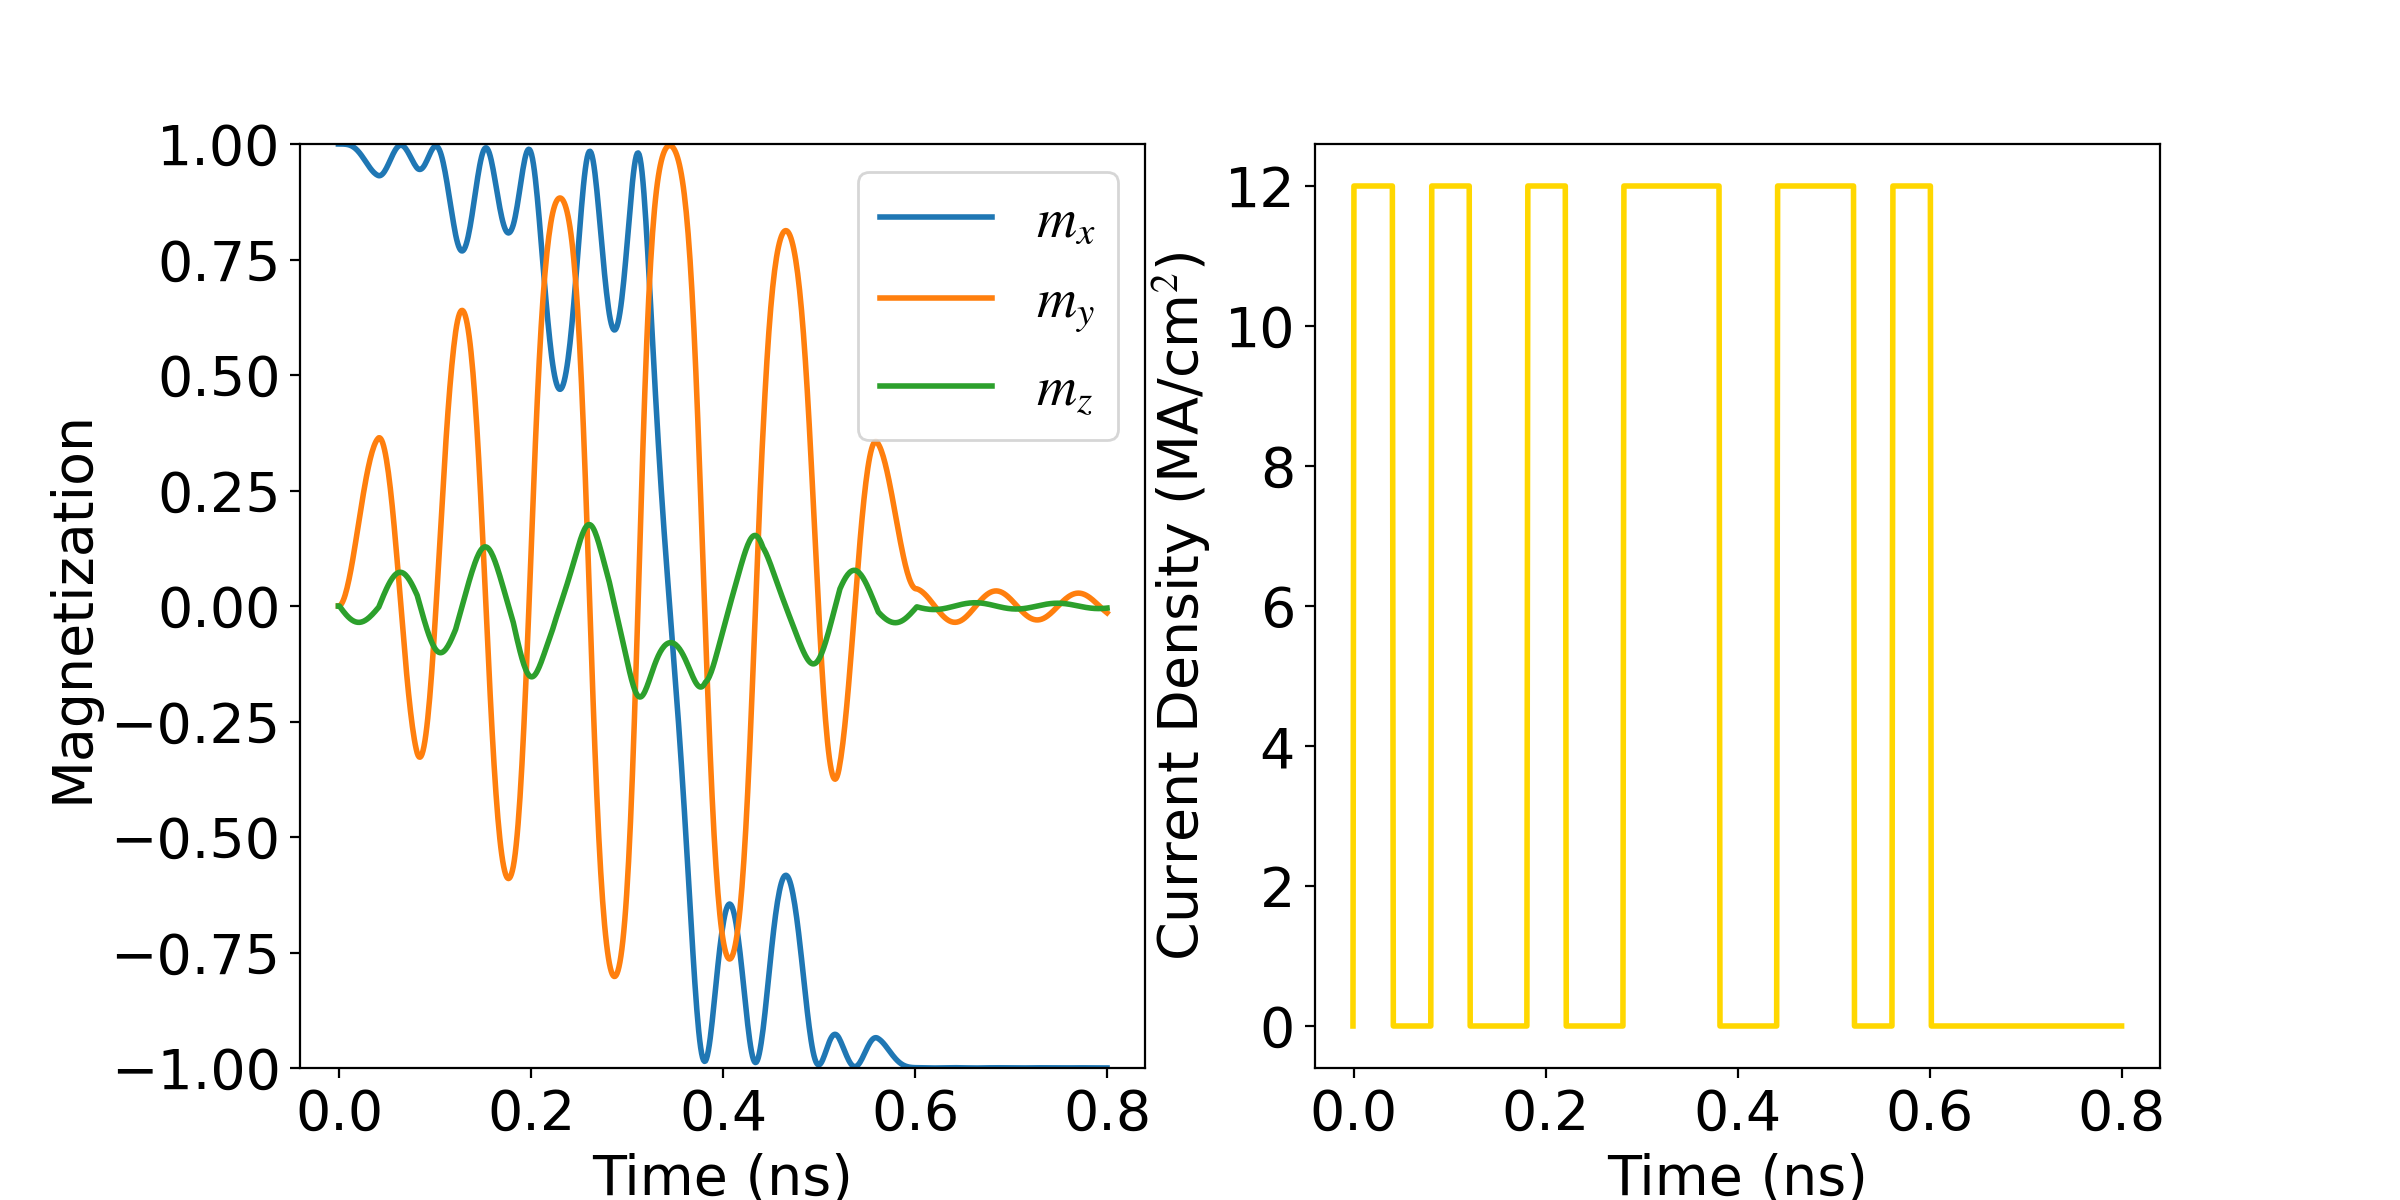 Magnetization
1.00
0.75
0.50
0.25
0.00
−0.25
−0.50
−0.75
−1.00
0.0 0.2 0.4 0.6 0.8
Time (ns)
m_x
m_y
m_z
Current Density (MA/cm²)
12
10
8
6
4
2
0
0.0 0.2 0.4 0.6 0.8
Time (ns)